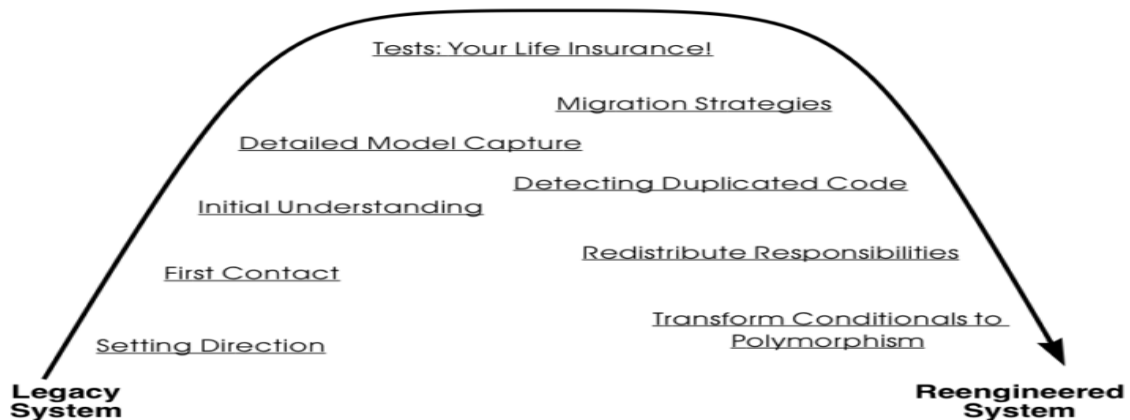 Tests: Your Life Insurance!
Migration Strategies
Detailed Model Capture
Detecting Duplicated Code
Initial Understanding
Redistribute Responsibilities
First Contact
Transform Conditionals to
Polymorphism
Setting Direction
Legacy
System
Reengineered
System